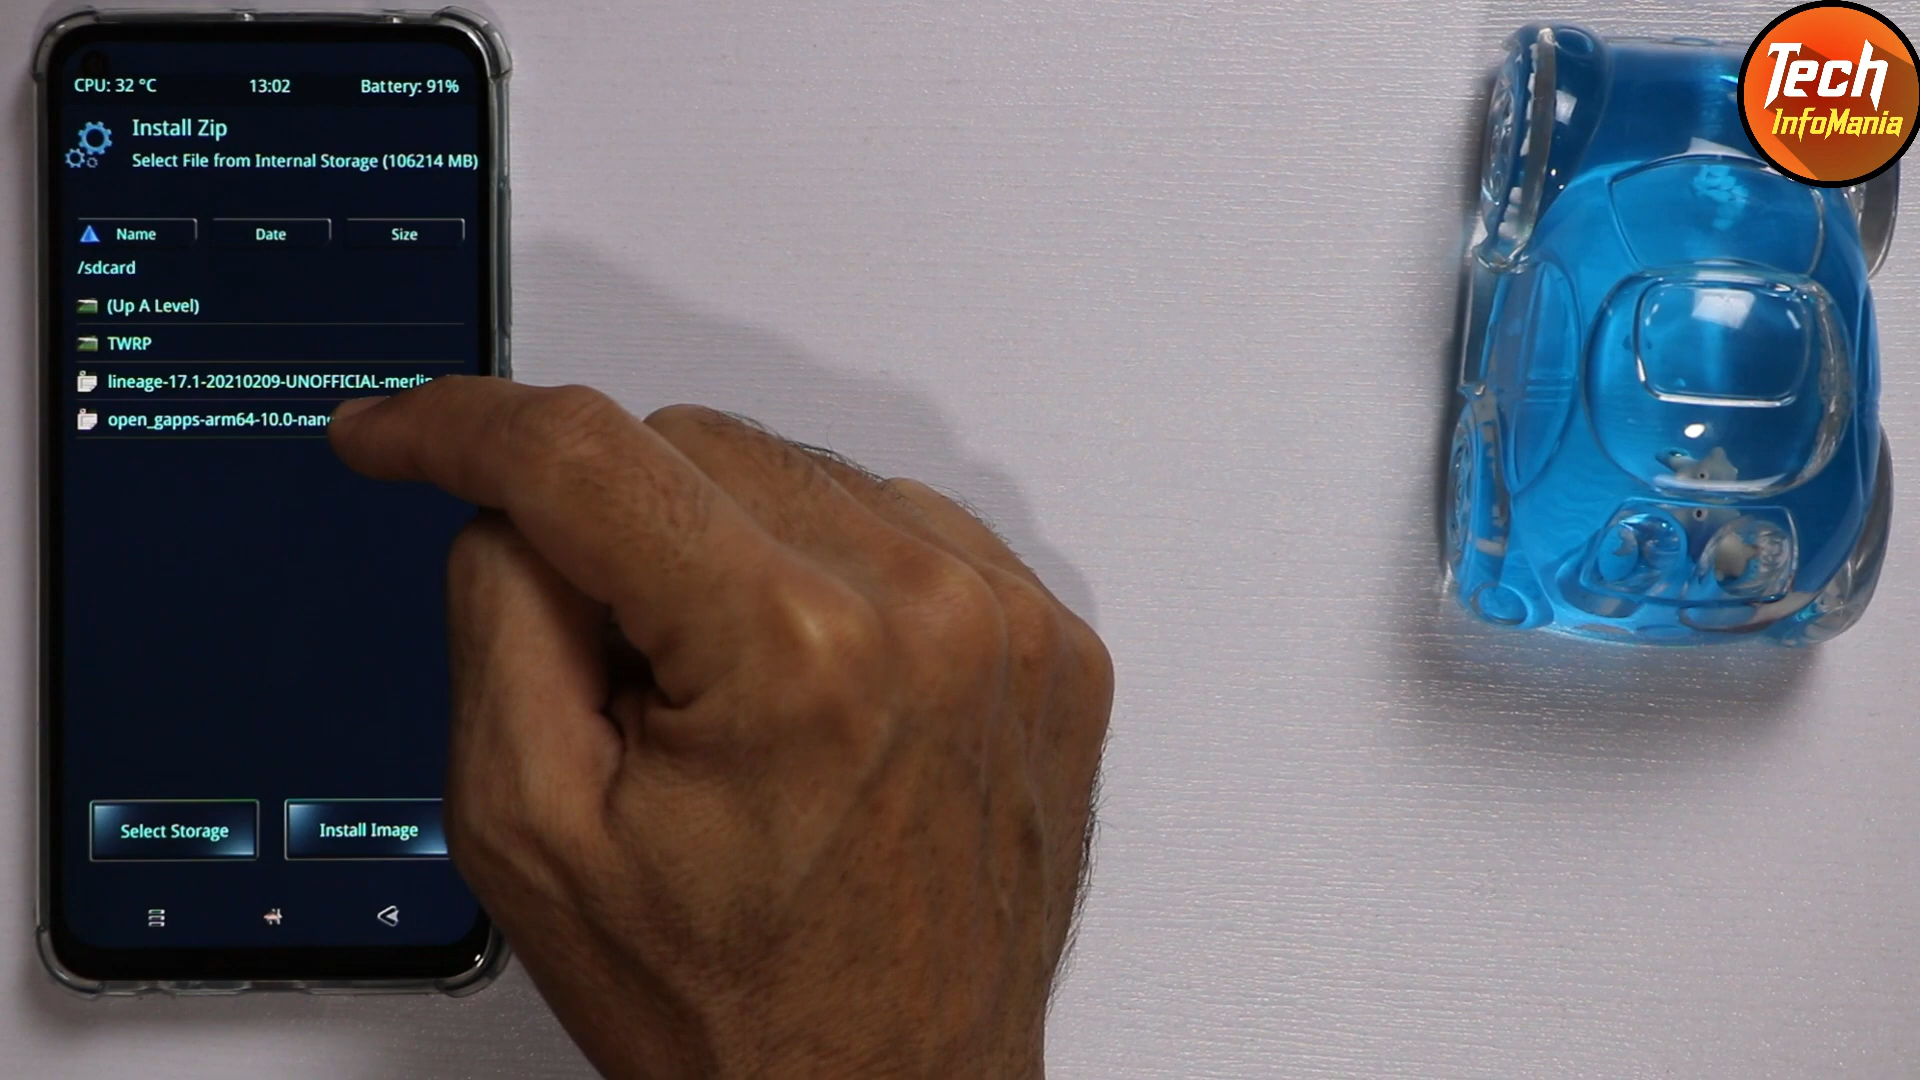 CPU: 32 °C 13:02 Battery: 91%
Install Zip
Select File from Internal Storage (106214 MB)
Name Date Size
/sdcard
(Up A Level)
TWRP
lineage-17.1-20210209-UNOFFICIAL-merlin
open_gapps-arm64-10.0-nano
Select Storage Install Image
Tech
InfoMania